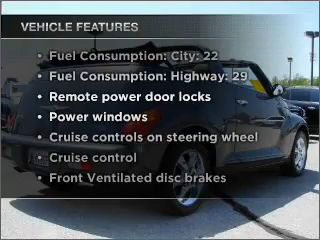 VEHICLE FEATURES
• Fuel Consumption: City: 22
• Fuel Consumption: Highway: 29
• Remote power door locks
• Power windows
• Cruise controls on steering wheel
• Cruise control
• Front Ventilated disc brakes